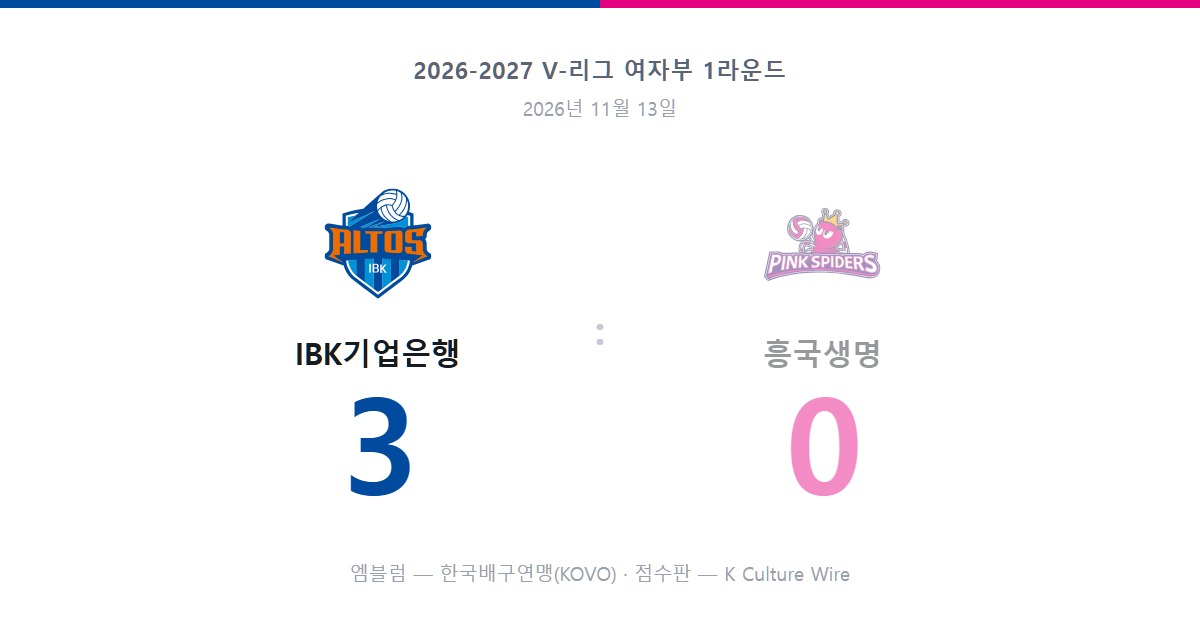 2026-2027 V-리그 여자부 1라운드
2026년 11월 13일
ALTOS
IBK
PINK SPIDERS
IBK기업은행
:
흥국생명
3
0
엠블럼 — 한국배구연맹(KOVO) · 점수판 — K Culture Wire